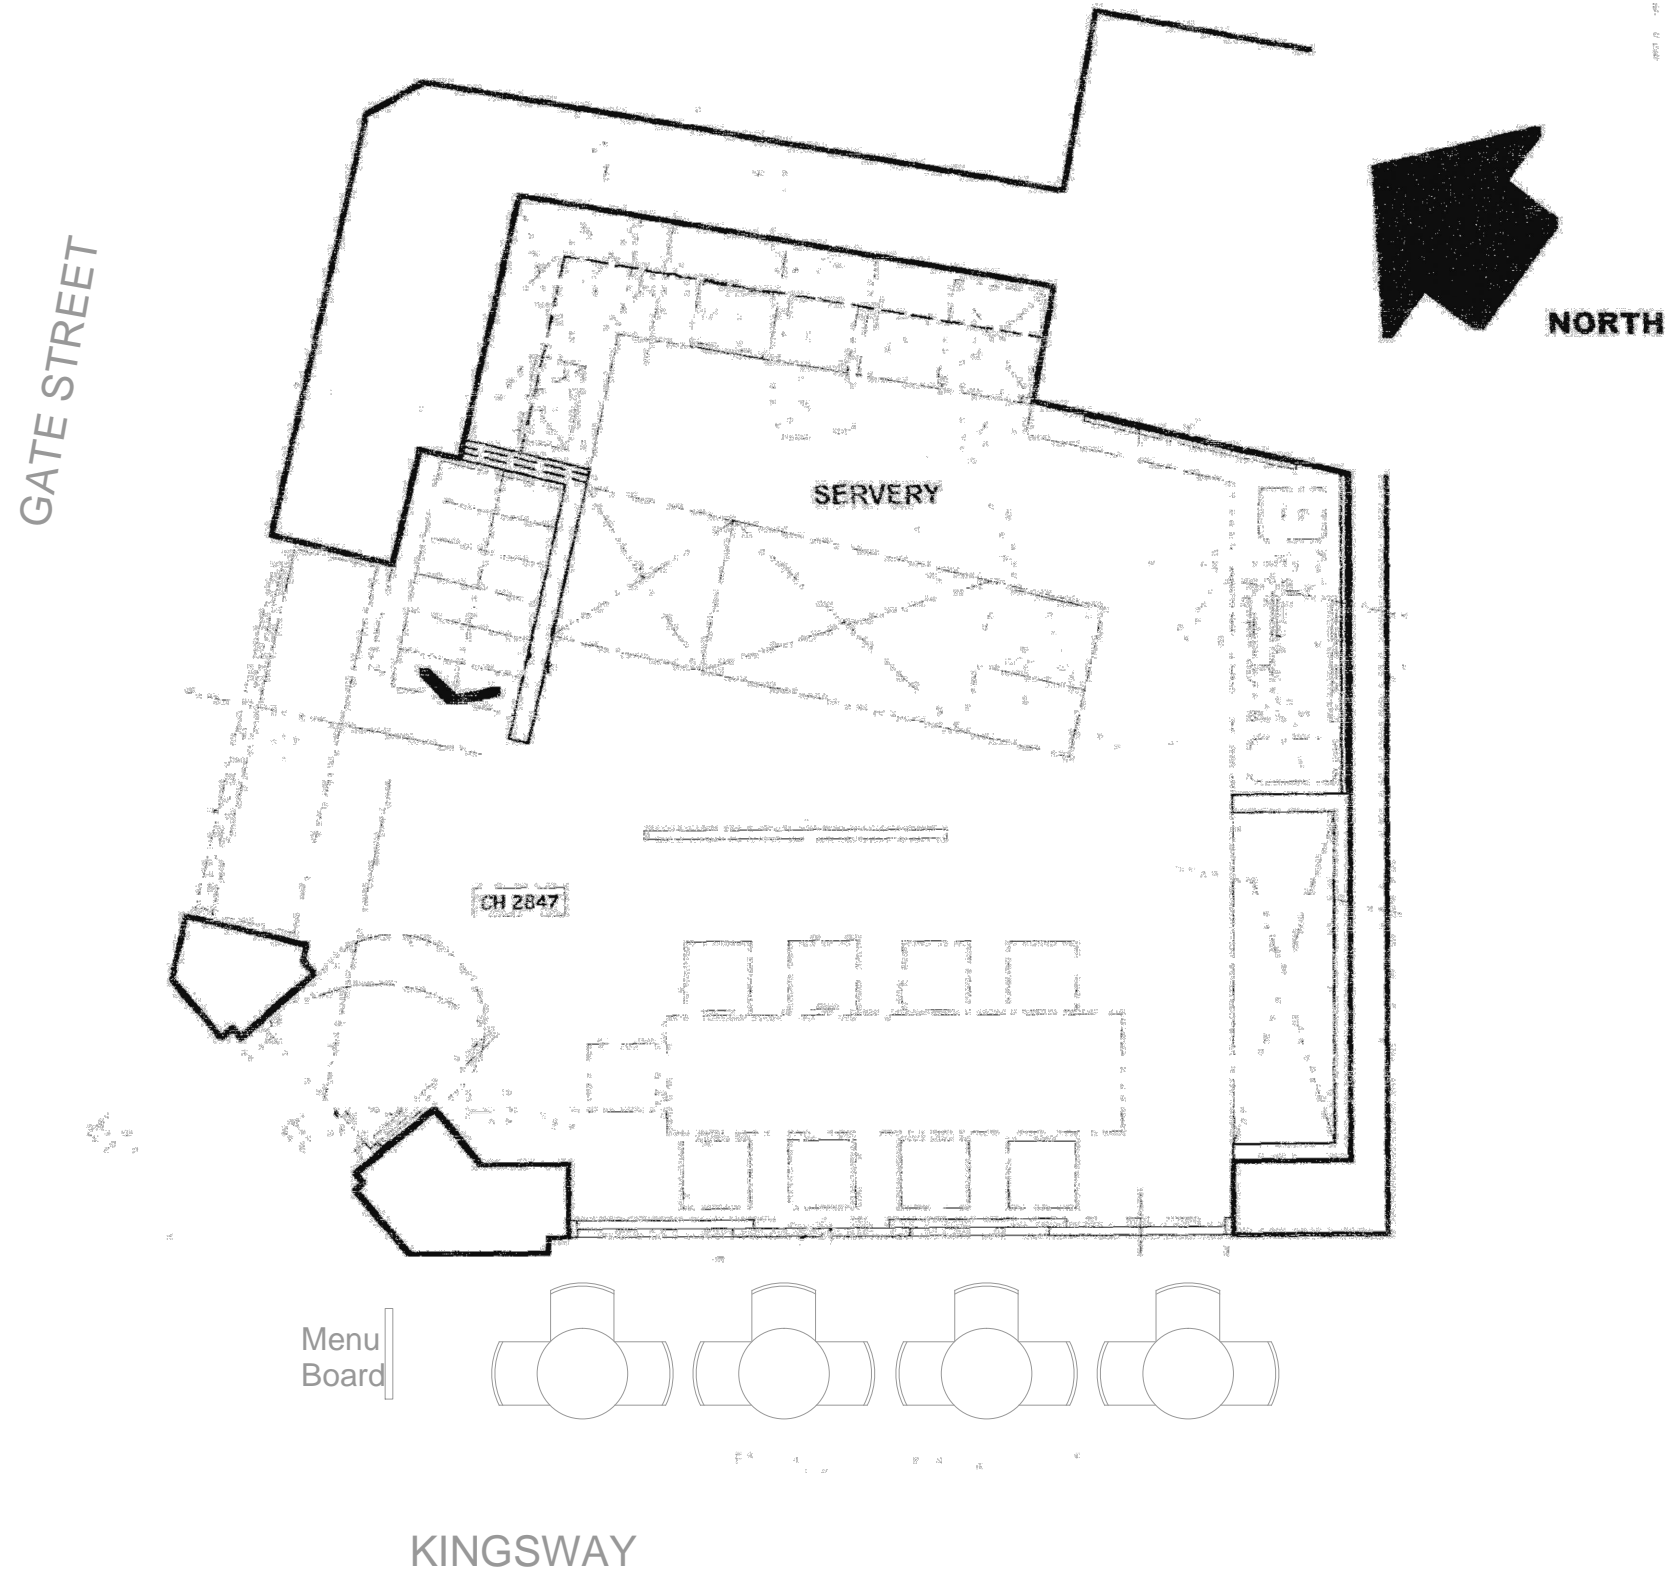 NORTH
GATE STREET
SERVERY
CH 2847
Menu
Board
KINGSWAY